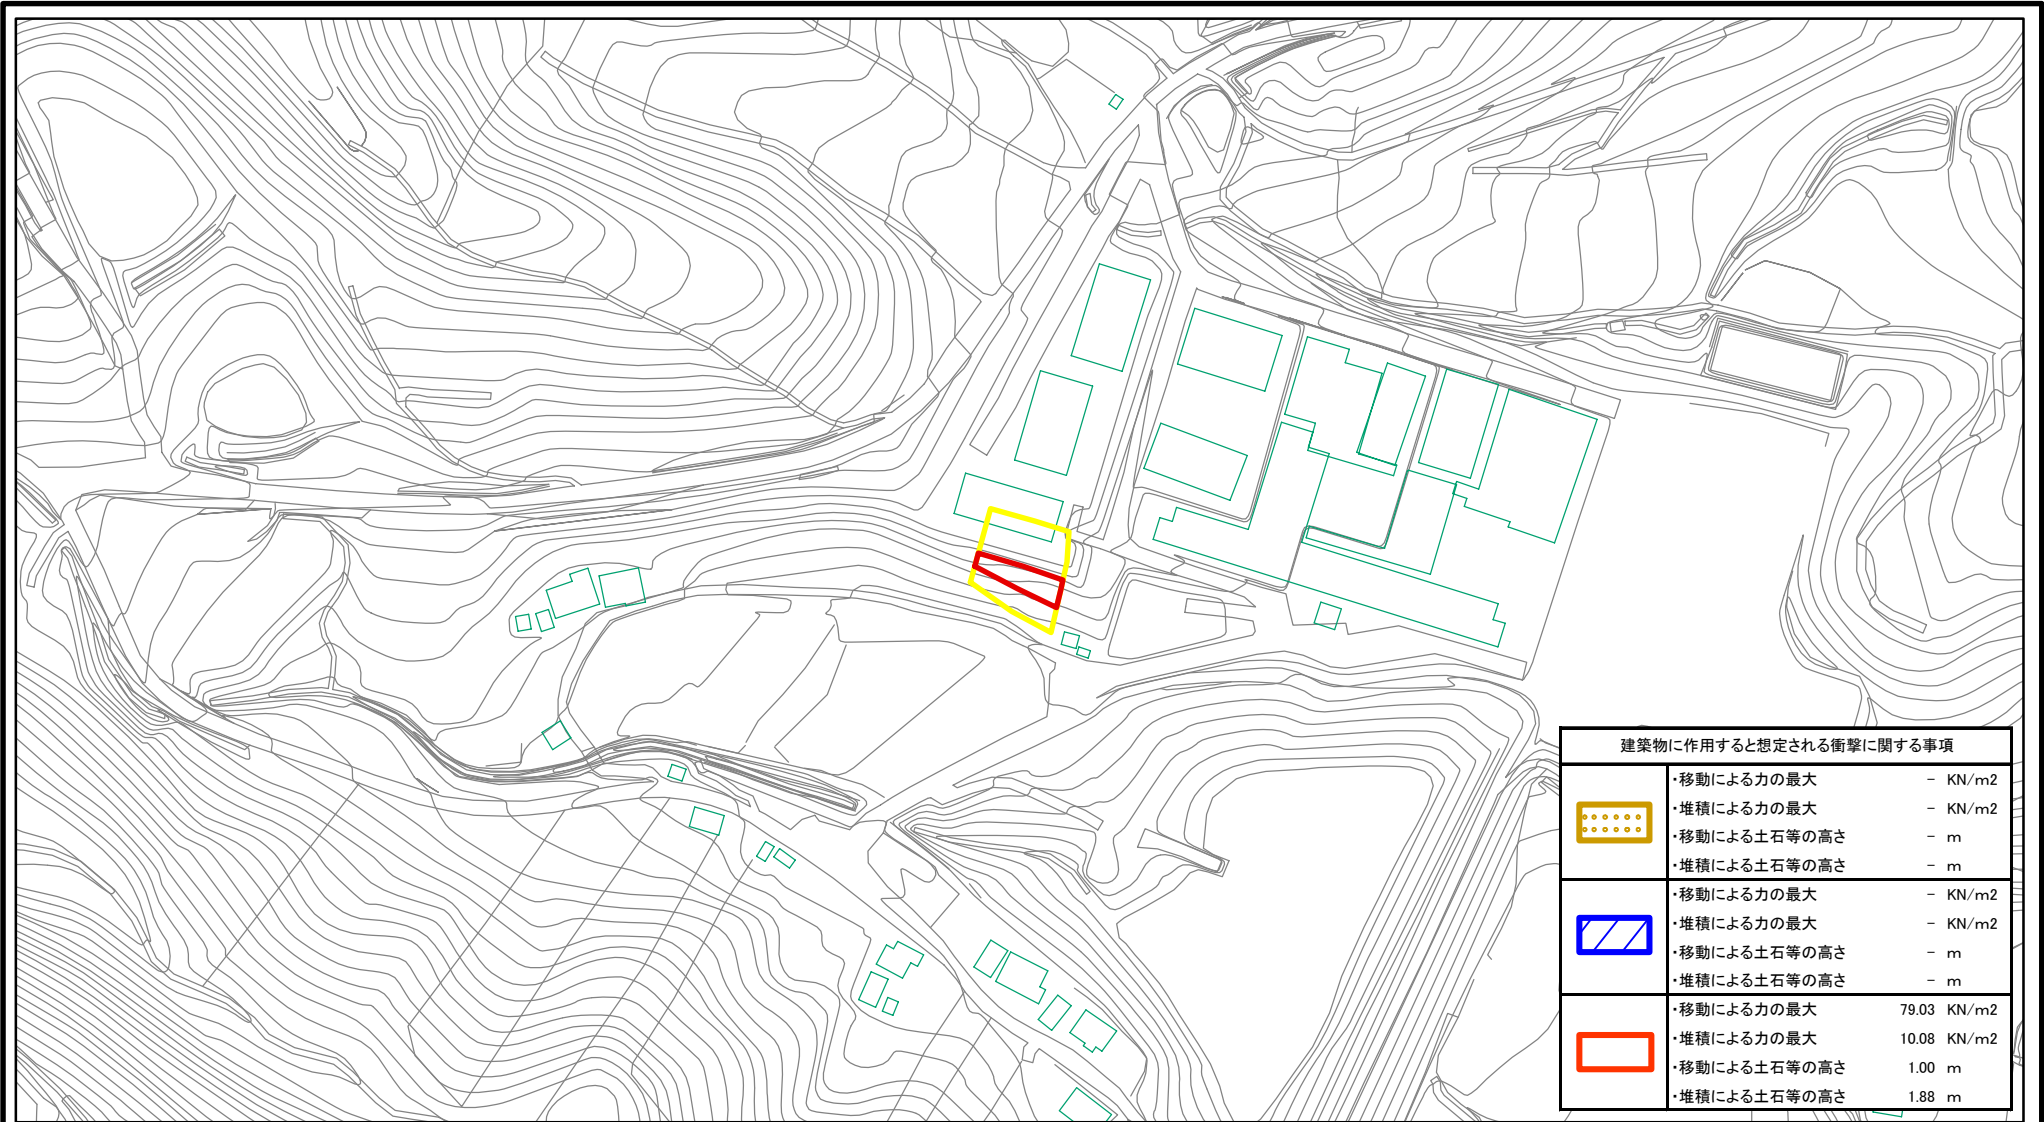 建築物に作用すると想定される衝撃に関する事項
・移動による力の最大 － KN/m2
・堆積による力の最大 － KN/m2
・移動による土石等の高さ － m
・堆積による土石等の高さ － m
・移動による力の最大 － KN/m2
・堆積による力の最大 － KN/m2
・移動による土石等の高さ － m
・堆積による土石等の高さ － m
・移動による力の最大 79.03 KN/m2
・堆積による力の最大 10.08 KN/m2
・移動による土石等の高さ 1.00 m
・堆積による土石等の高さ 1.88 m